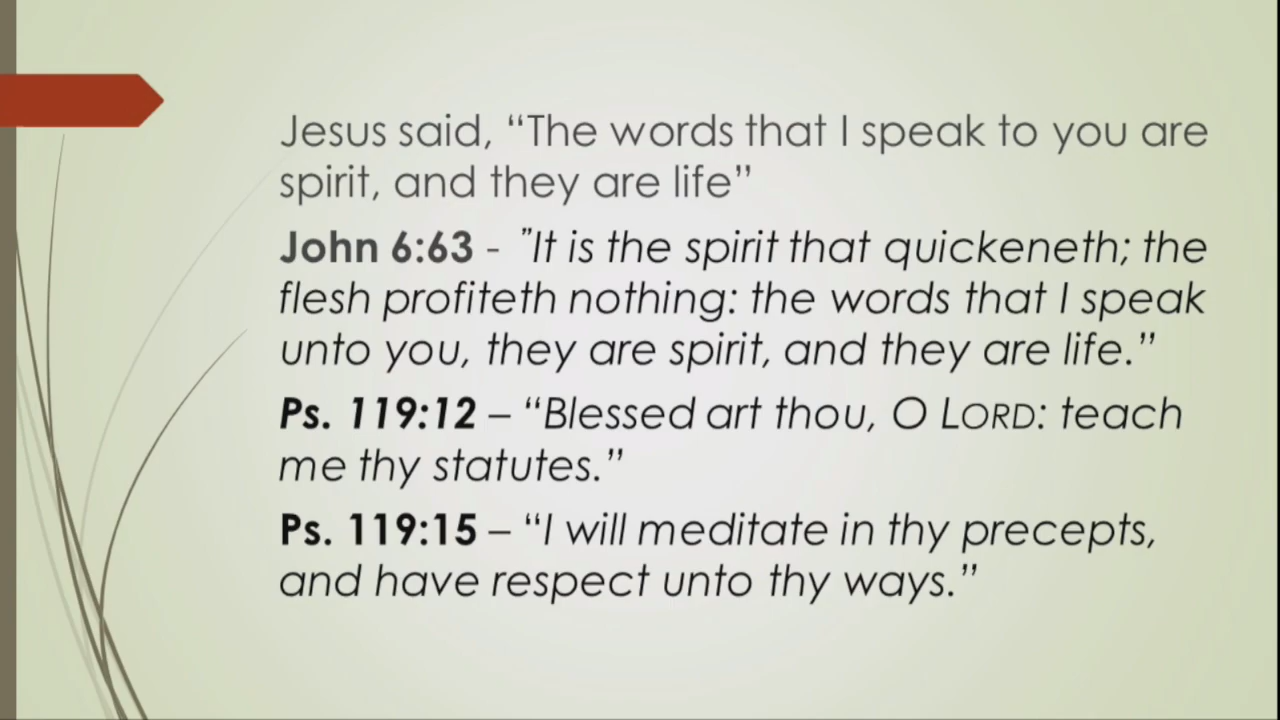 Jesus said, “The words that I speak to you are
spirit, and they are life”
John 6:63 - ”It is the spirit that quickeneth; the
flesh profiteth nothing: the words that I speak
unto you, they are spirit, and they are life.”
Ps. 119:12 – “Blessed art thou, O LORD: teach
me thy statutes.”
Ps. 119:15 – “I will meditate in thy precepts,
and have respect unto thy ways.”